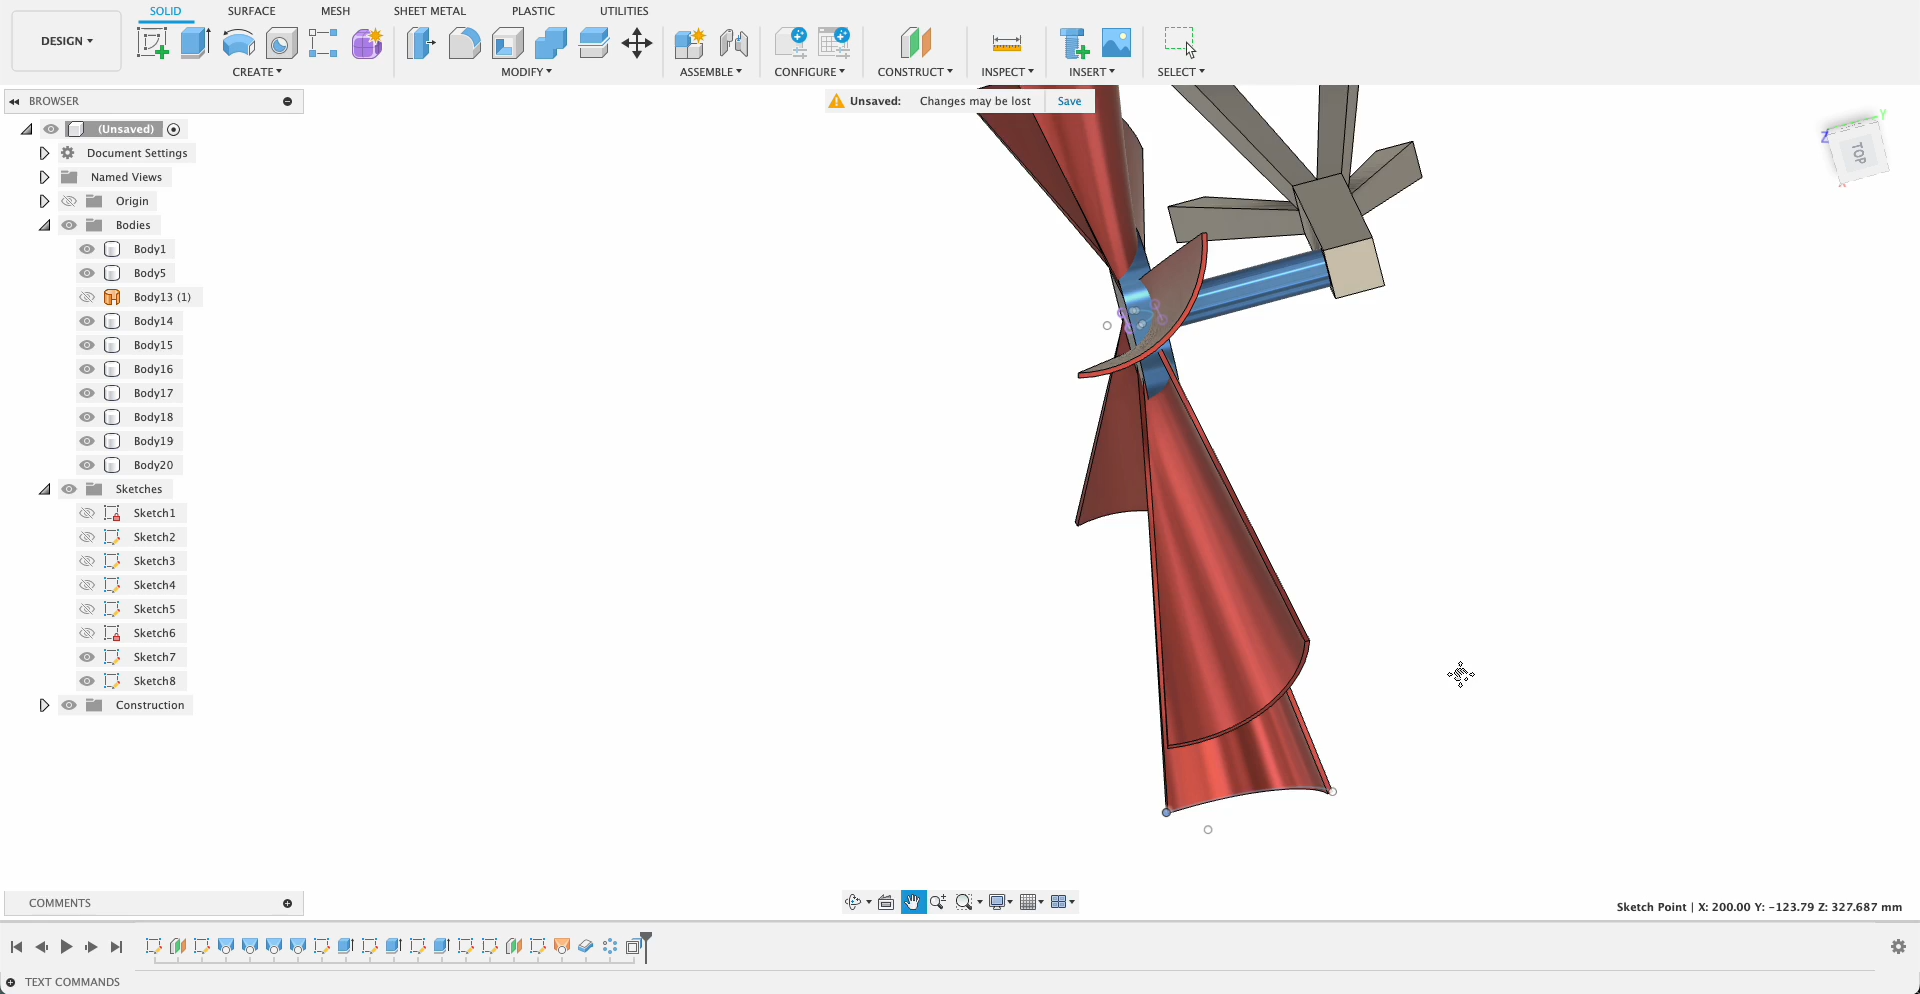 SOLID SURFACE MESH SHEET METAL PLASTIC UTILITIES
DESIGN
CREATE MODIFY ASSEMBLE CONFIGURE CONSTRUCT INSPECT INSERT SELECT
BROWSER
Unsaved: Changes may be lost Save
(Unsaved)
Document Settings
Named Views
Origin
Bodies
Body1
Body5
Body13 (1)
Body14
Body15
Body16
Body17
Body18
Body19
Body20
Sketches
Sketch1
Sketch2
Sketch3
Sketch4
Sketch5
Sketch6
Sketch7
Sketch8
Construction
Y
Z
TOP
X
COMMENTS
Sketch Point | X: 200.00 Y: -123.79 Z: 327.687 mm
TEXT COMMANDS